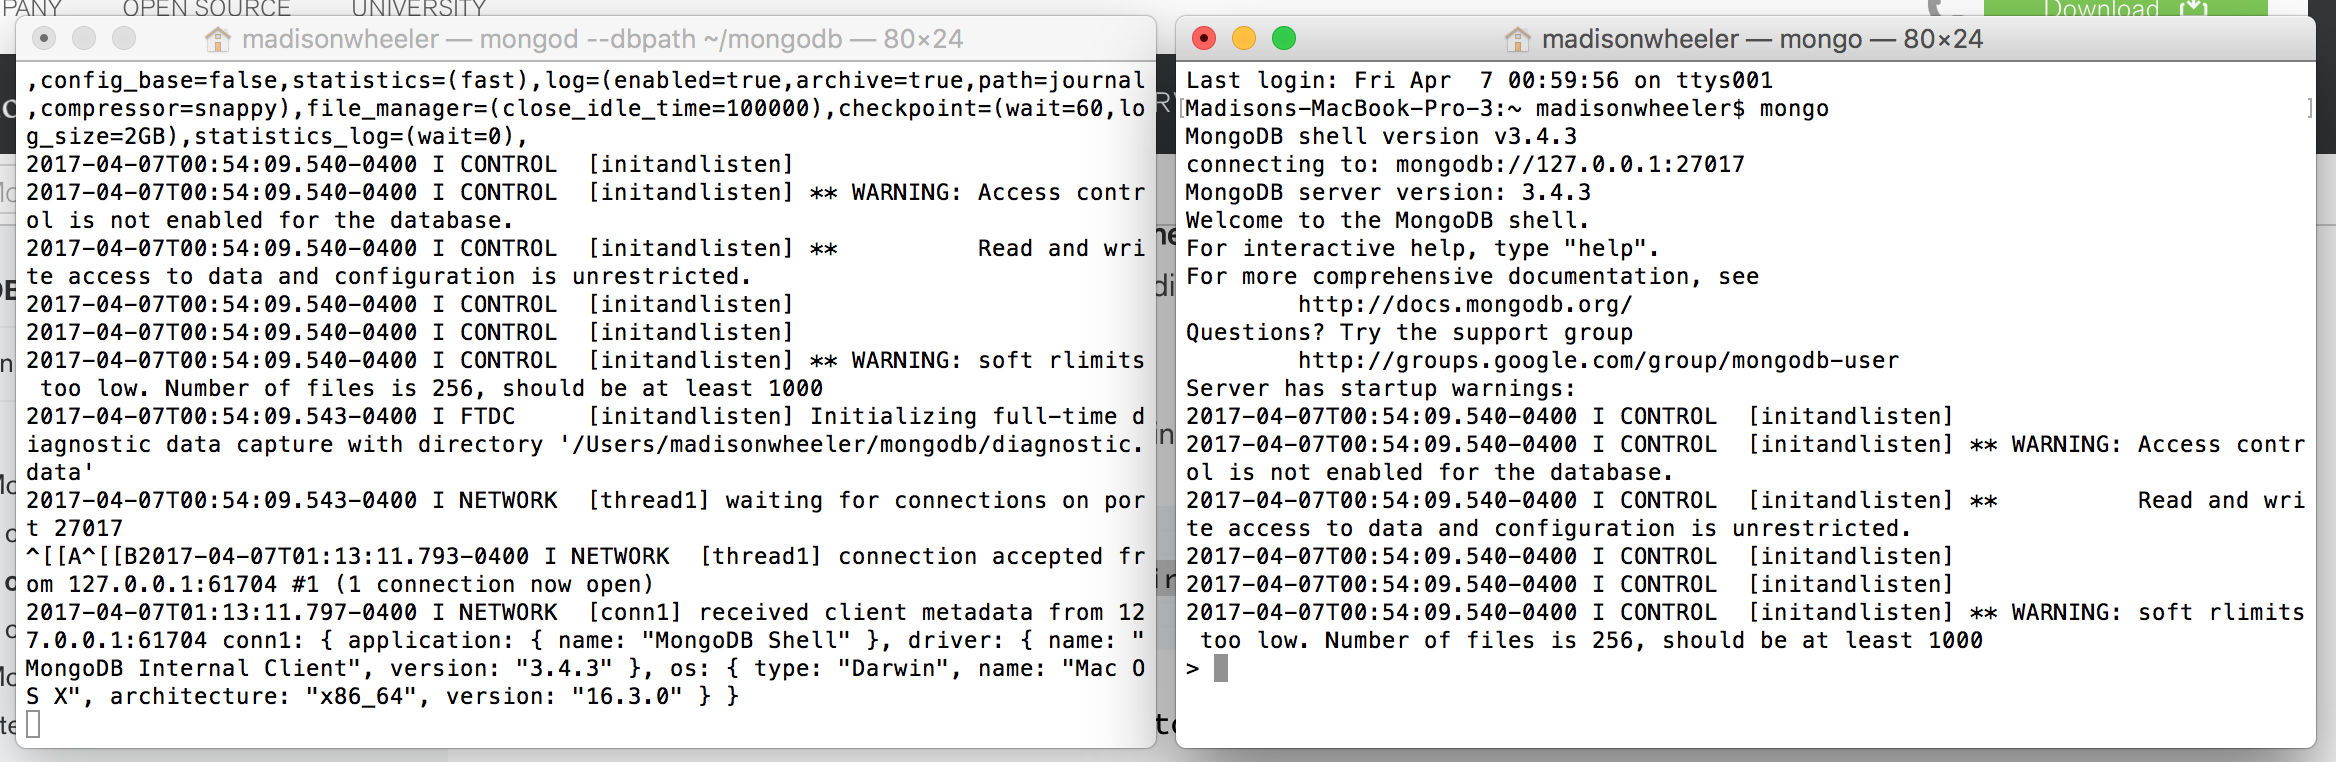 PANY OPEN SOURCE UNIVERSITY
Download
madisonwheeler — mongod --dbpath ~/mongodb — 80×24
,config_base=false,statistics=(fast),log=(enabled=true,archive=true,path=journal
,compressor=snappy),file_manager=(close_idle_time=100000),checkpoint=(wait=60,lo
g_size=2GB),statistics_log=(wait=0),
2017-04-07T00:54:09.540-0400 I CONTROL  [initandlisten]
2017-04-07T00:54:09.540-0400 I CONTROL  [initandlisten] ** WARNING: Access contr
ol is not enabled for the database.
2017-04-07T00:54:09.540-0400 I CONTROL  [initandlisten] **          Read and wri
te access to data and configuration is unrestricted.
2017-04-07T00:54:09.540-0400 I CONTROL  [initandlisten]
2017-04-07T00:54:09.540-0400 I CONTROL  [initandlisten]
2017-04-07T00:54:09.540-0400 I CONTROL  [initandlisten] ** WARNING: soft rlimits
 too low. Number of files is 256, should be at least 1000
2017-04-07T00:54:09.543-0400 I FTDC     [initandlisten] Initializing full-time d
iagnostic data capture with directory '/Users/madisonwheeler/mongodb/diagnostic.
data'
2017-04-07T00:54:09.543-0400 I NETWORK  [thread1] waiting for connections on por
t 27017
^[[A^[[B2017-04-07T01:13:11.793-0400 I NETWORK  [thread1] connection accepted fr
om 127.0.0.1:61704 #1 (1 connection now open)
2017-04-07T01:13:11.797-0400 I NETWORK  [conn1] received client metadata from 12
7.0.0.1:61704 conn1: { application: { name: "MongoDB Shell" }, driver: { name: "
MongoDB Internal Client", version: "3.4.3" }, os: { type: "Darwin", name: "Mac O
S X", architecture: "x86_64", version: "16.3.0" } }
madisonwheeler — mongo — 80×24
Last login: Fri Apr  7 00:59:56 on ttys001
[Madisons-MacBook-Pro-3:~ madisonwheeler$ mongo ]
MongoDB shell version v3.4.3
connecting to: mongodb://127.0.0.1:27017
MongoDB server version: 3.4.3
Welcome to the MongoDB shell.
For interactive help, type "help".
For more comprehensive documentation, see
        http://docs.mongodb.org/
Questions? Try the support group
        http://groups.google.com/group/mongodb-user
Server has startup warnings:
2017-04-07T00:54:09.540-0400 I CONTROL  [initandlisten]
2017-04-07T00:54:09.540-0400 I CONTROL  [initandlisten] ** WARNING: Access contr
ol is not enabled for the database.
2017-04-07T00:54:09.540-0400 I CONTROL  [initandlisten] **          Read and wri
te access to data and configuration is unrestricted.
2017-04-07T00:54:09.540-0400 I CONTROL  [initandlisten]
2017-04-07T00:54:09.540-0400 I CONTROL  [initandlisten]
2017-04-07T00:54:09.540-0400 I CONTROL  [initandlisten] ** WARNING: soft rlimits
 too low. Number of files is 256, should be at least 1000
>